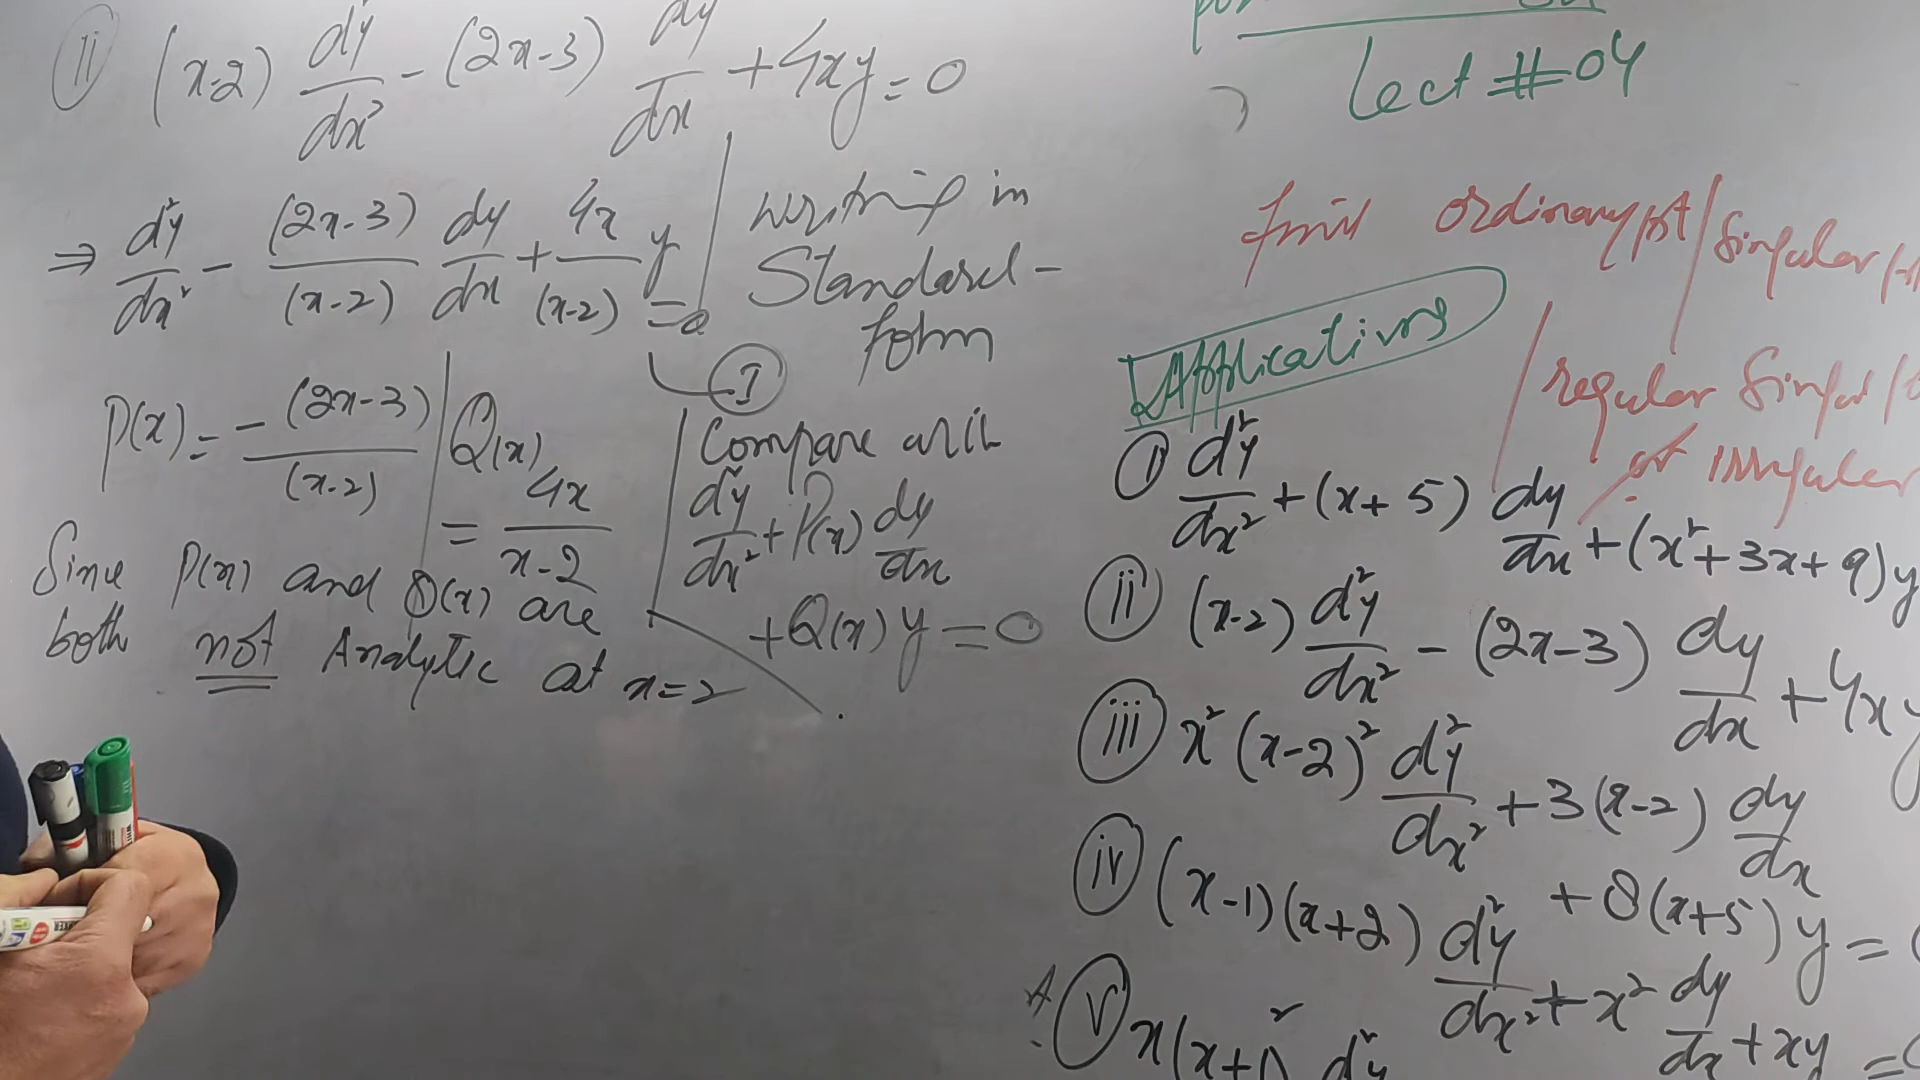 (ii) (x-2) d²y/dx² - (2x-3) dy/dx + 4xy = 0
⇒ d²y/dx² - (2x-3)/(x-2) dy/dx + 4x/(x-2) y = 0
writing in
Standard-
form
(I)
P(x) = -(2x-3)/(x-2)
Q(x)
= 4x/(x-2)
Compare with
d²y/dx² + P(x) dy/dx
+ Q(x) y = 0
Since P(x) and Q(x) are
both not Analytic at x=2
Lect #04
find ordinary pt / Singular
regular Singul
irregular
Applications
(i) d²y/dx² + (x+5) dy/dx + (x²+3x+9)y
(ii) (x-2) d²y/dx² - (2x-3) dy/dx + 4xy
(iii) x²(x-2)² d²y/dx² + 3(x-2) dy/dx
+ 8(x+5)y =
(iv) (x-1)(x+2) d²y/dx² + x² dy/dx + xy =
(v) x(x+1)² d²y